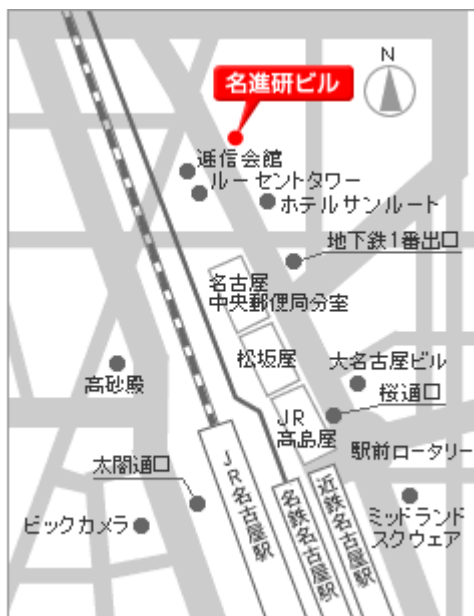 名進研ビル
N
逓信会館
ルーセントタワー
ホテルサンルート
地下鉄1番出口
名古屋
中央郵便局分室
松坂屋
大名古屋ビル
高砂殿
桜通口
JR
高島屋
駅前ロータリー
太閤通口
JR名古屋駅
名鉄名古屋駅
近鉄名古屋駅
ビックカメラ
ミッドランド
スクウェア